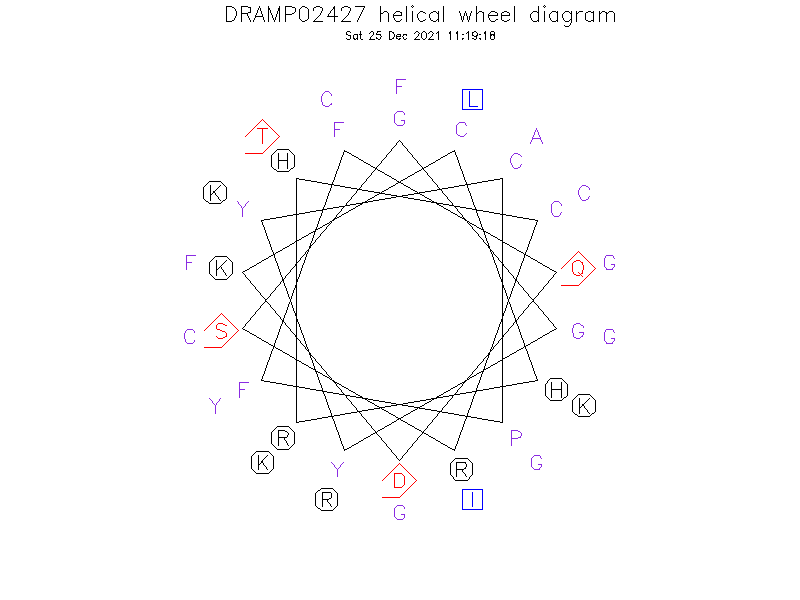 DRAMP02427 helical wheel diagram
Sat 25 Dec 2021 11:19:18
F
C L
G
F C
T A
H C
K C
Y C
F K Q G
C S G G
F H
Y K
R P
K G
Y D R
R I
G